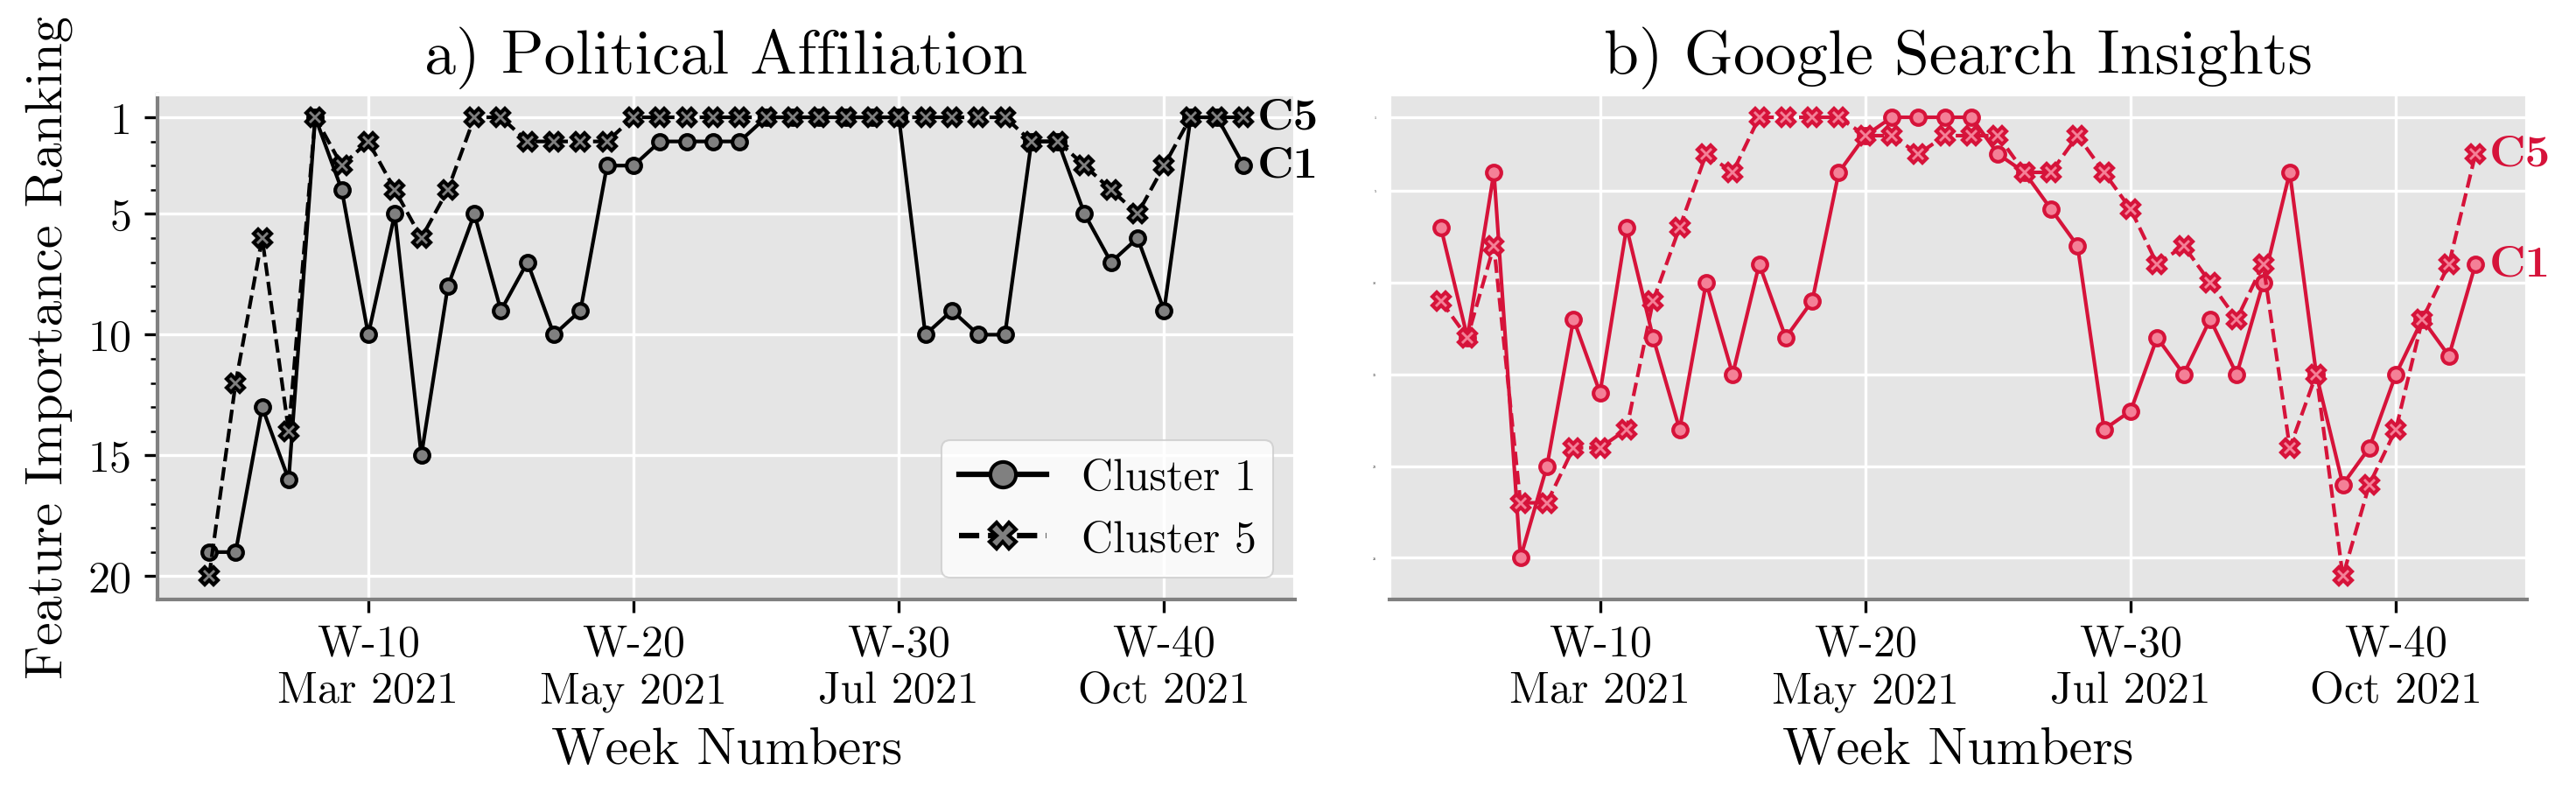 a) Political Affiliation
Feature Importance Ranking
1
5
10
15
20
C5
C1
Cluster 1
Cluster 5
W-10
Mar 2021
W-20
May 2021
W-30
Jul 2021
W-40
Oct 2021
Week Numbers
b) Google Search Insights
C5
C1
W-10
Mar 2021
W-20
May 2021
W-30
Jul 2021
W-40
Oct 2021
Week Numbers